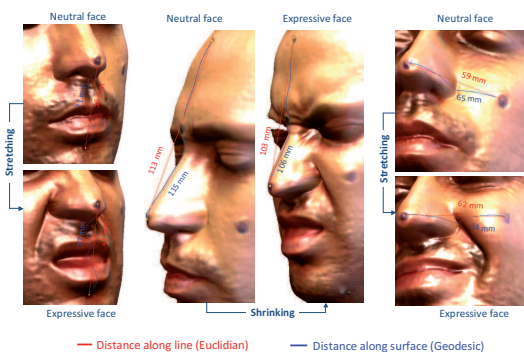 Neutral face
Neutral face
Expressive face
Neutral face
Stretching
113 mm
115 mm
103 mm
106 mm
Stretching
59 mm
65 mm
62 mm
Expressive face
Shrinking
Expressive face
Distance along line (Euclidian)
Distance along surface (Geodesic)